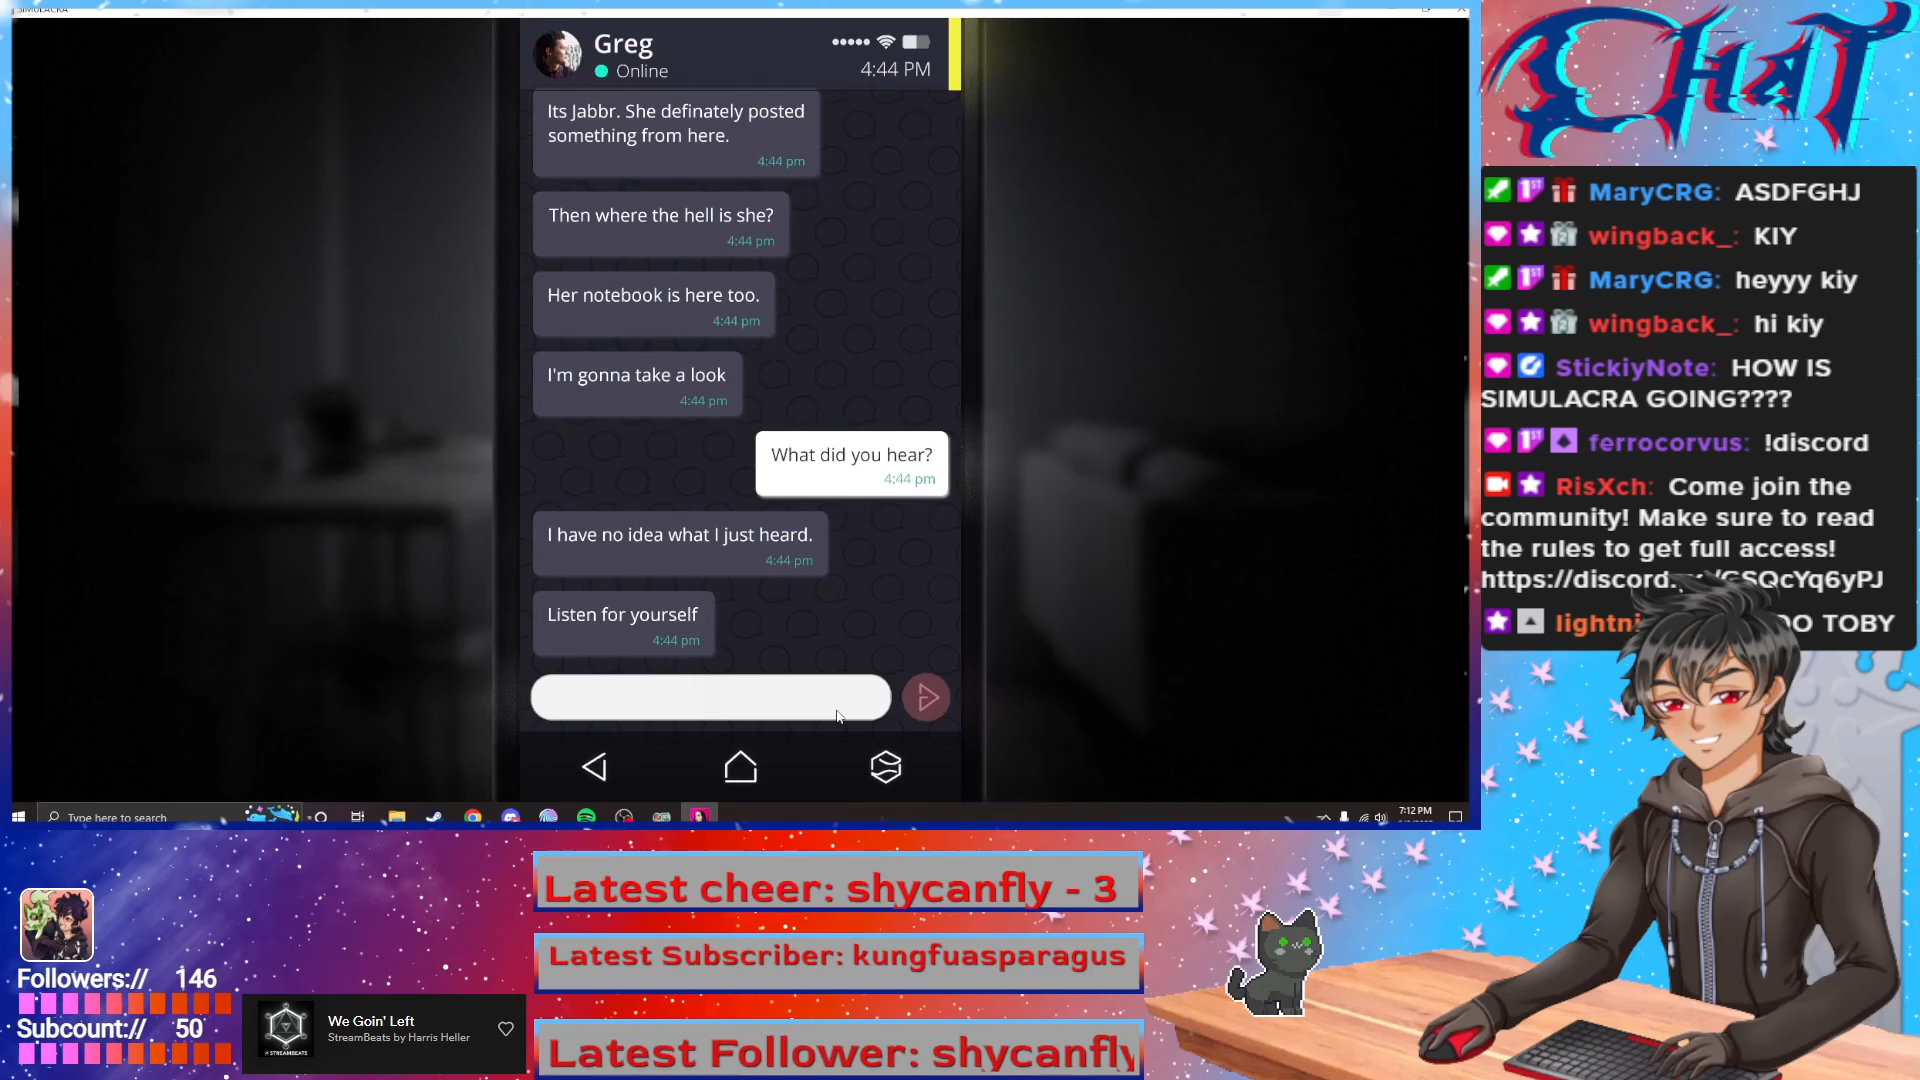 SIMULACRA
Greg
Online
4:44 PM
Its Jabbr. She definately posted
something from here.
4:44 pm
Then where the hell is she?
4:44 pm
Her notebook is here too.
4:44 pm
I'm gonna take a look
4:44 pm
What did you hear?
4:44 pm
I have no idea what I just heard.
4:44 pm
Listen for yourself
4:44 pm
Type here to search
7:12 PM
CHAT
MaryCRG: ASDFGHJ
wingback_: KIY
MaryCRG: heyyy kiy
wingback_: hi kiy
StickiyNote: HOW IS
SIMULACRA GOING????
ferrocorvus: !discord
RisXch: Come join the
community! Make sure to read
the rules to get full access!
TOBY
Followers// 146
Subcount// 50
We Goin' Left
StreamBeats by Harris Heller
STREAMBEATS
Latest cheer: shycanfly - 3
Latest Subscriber: kungfuasparagus
Latest Follower: shycanfly